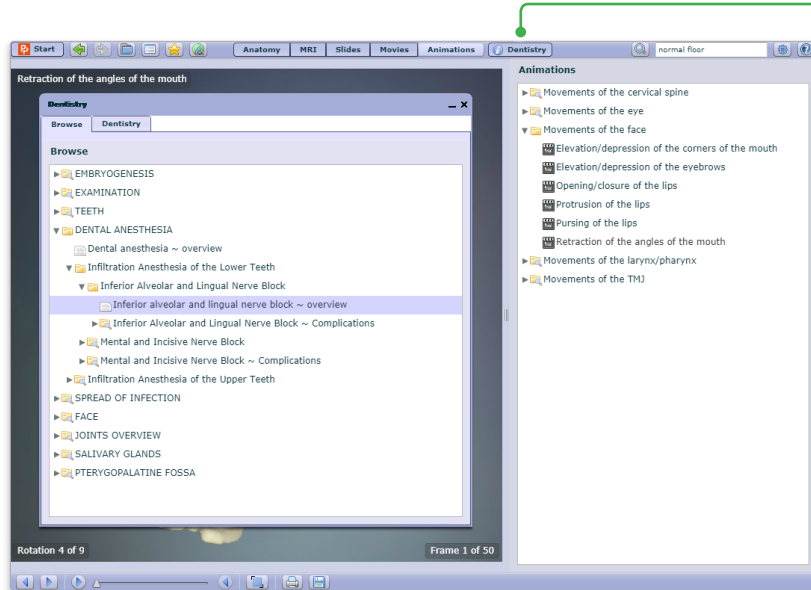 Start
Anatomy MRI Slides Movies Animations Dentistry
normal floor
Retraction of the angles of the mouth
Dentistry
Browse Dentistry
Browse
EMBRYOGENESIS
EXAMINATION
TEETH
DENTAL ANESTHESIA
Dental anesthesia ~ overview
Infiltration Anesthesia of the Lower Teeth
Inferior Alveolar and Lingual Nerve Block
Inferior alveolar and lingual nerve block ~ overview
Inferior Alveolar and Lingual Nerve Block ~ Complications
Mental and Incisive Nerve Block
Mental and Incisive Nerve Block ~ Complications
Infiltration Anesthesia of the Upper Teeth
SPREAD OF INFECTION
FACE
JOINTS OVERVIEW
SALIVARY GLANDS
PTERYGOPALATINE FOSSA
Rotation 4 of 9
Frame 1 of 50
Animations
Movements of the cervical spine
Movements of the eye
Movements of the face
Elevation/depression of the corners of the mouth
Elevation/depression of the eyebrows
Opening/closure of the lips
Protrusion of the lips
Pursing of the lips
Retraction of the angles of the mouth
Movements of the larynx/pharynx
Movements of the TMJ